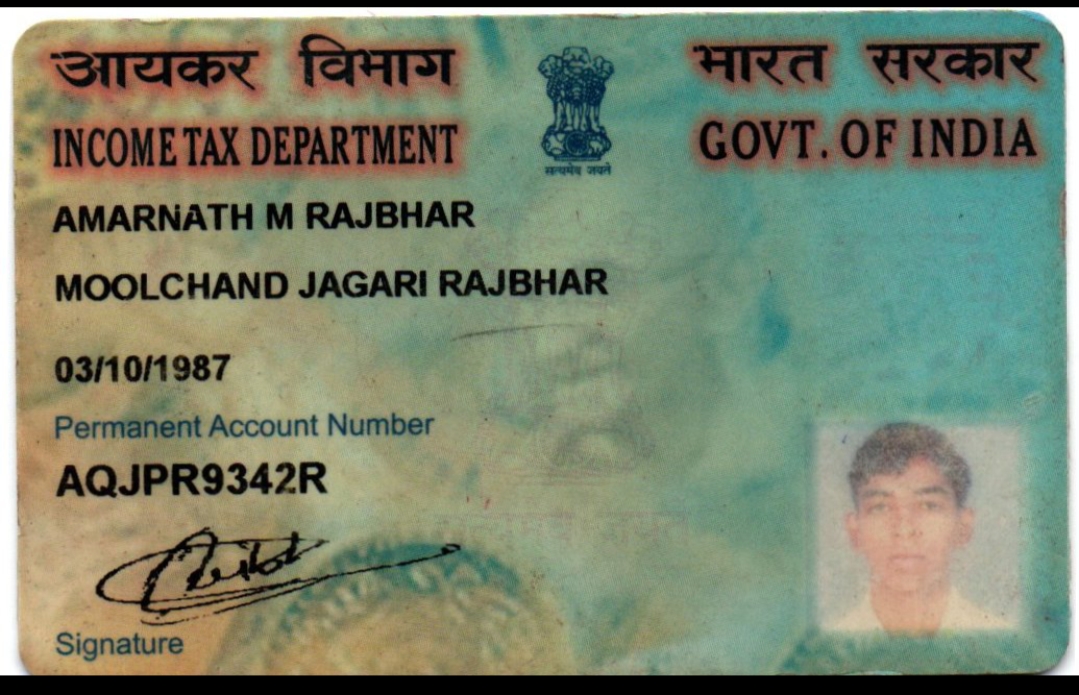 आयकर विभाग
INCOME TAX DEPARTMENT
सत्यमेव जयते
भारत सरकार
GOVT. OF INDIA
AMARNATH M RAJBHAR
MOOLCHAND JAGARI RAJBHAR
03/10/1987
Permanent Account Number
AQJPR9342R
Signature